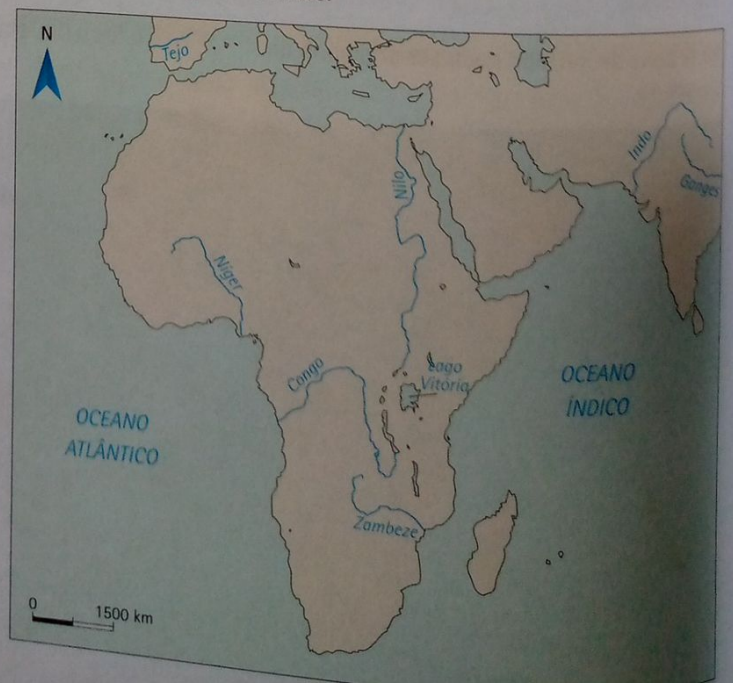 N
Tejo
Indo
Ganges
Nilo
Níger
Congo
Lago
Vitória
OCEANO
ÍNDICO
OCEANO
ATLÂNTICO
Zambeze
0
1500 km